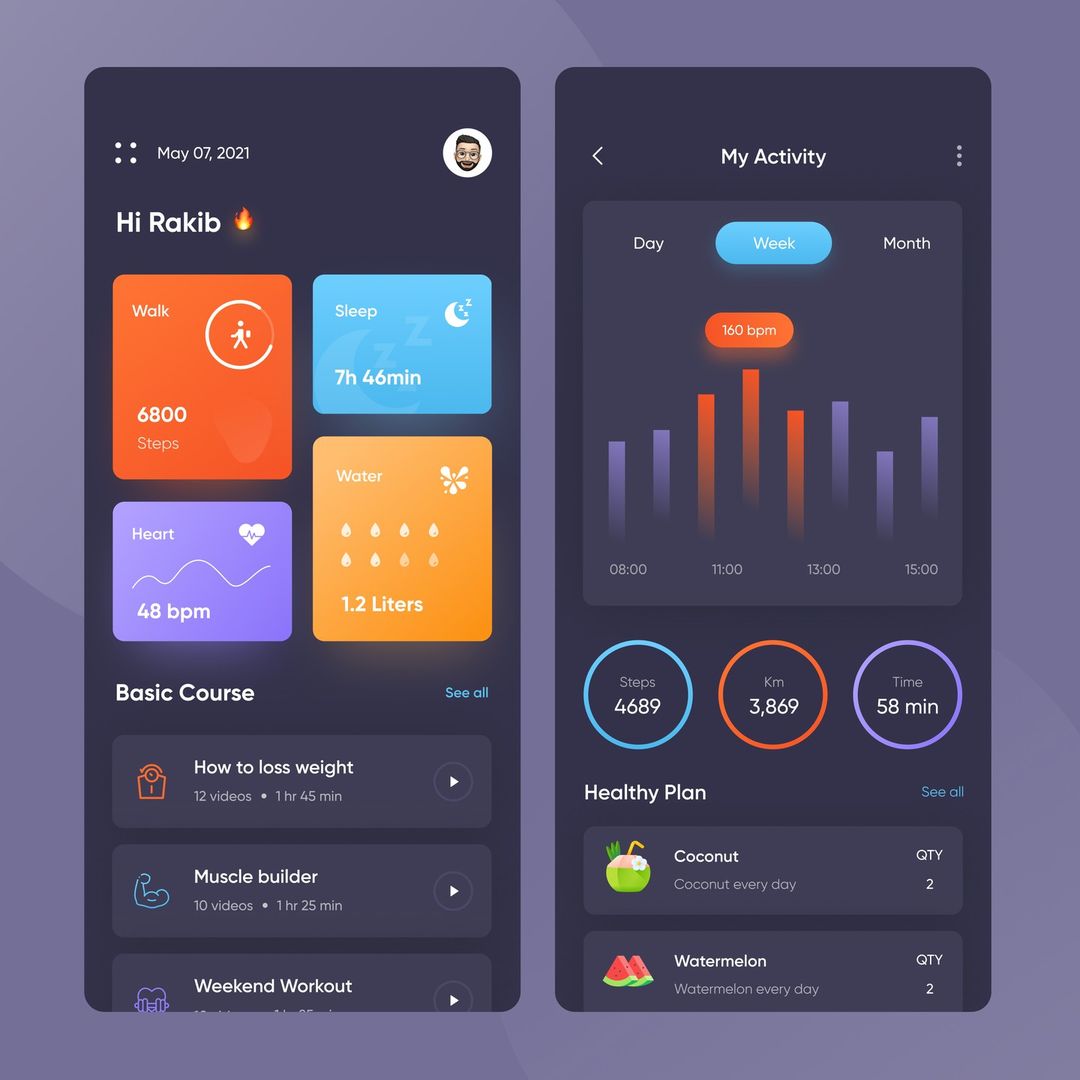 May 07, 2021
Hi Rakib 🔥
Walk
6800
Steps
Sleep
7h 46min
Heart
48 bpm
Water
1.2 Liters
Basic Course
See all
How to loss weight
12 videos • 1 hr 45 min
Muscle builder
10 videos • 1 hr 25 min
Weekend Workout
My Activity
Day
Week
Month
160 bpm
08:00
11:00
13:00
15:00
Steps
4689
Km
3,869
Time
58 min
Healthy Plan
See all
Coconut
Coconut every day
QTY
2
Watermelon
Watermelon every day
QTY
2